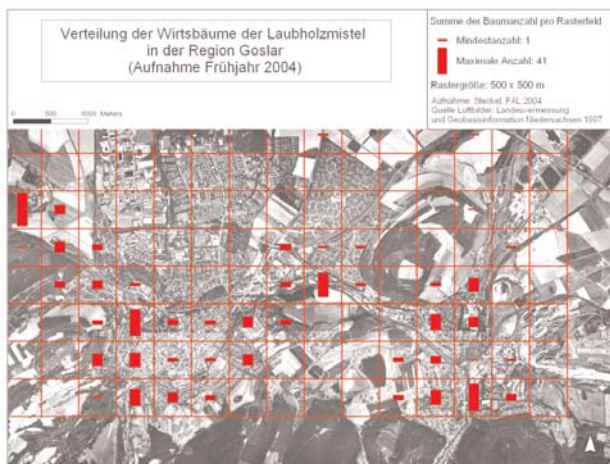 Verteilung der Wirtsbäume der Laubholzmistel
in der Region Goslar
(Aufnahme Frühjahr 2004)
0 500 1000 Meters
Summe der Baumanzahl pro Rasterfeld
Mindestanzahl: 1
Maximale Anzahl: 41
Rastergröße: 500 x 500 m
Aufnahme: Steckel, FAL 2004
Quelle Luftbilder: Landesvermessung
und Geobasisinformation Niedersachsen 1997